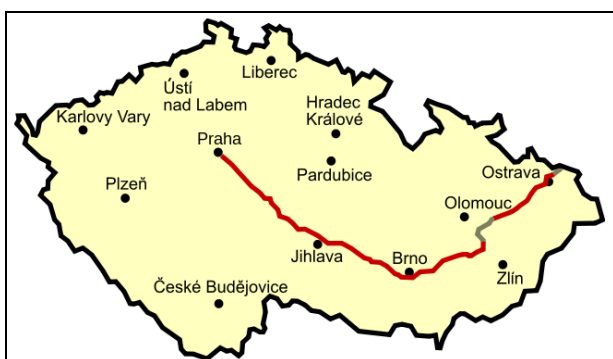 Liberec
Ústí
nad Labem
Karlovy Vary
Hradec
Králové
Praha
Pardubice
Ostrava
Plzeň
Olomouc
Jihlava
Brno
Zlín
České Budějovice